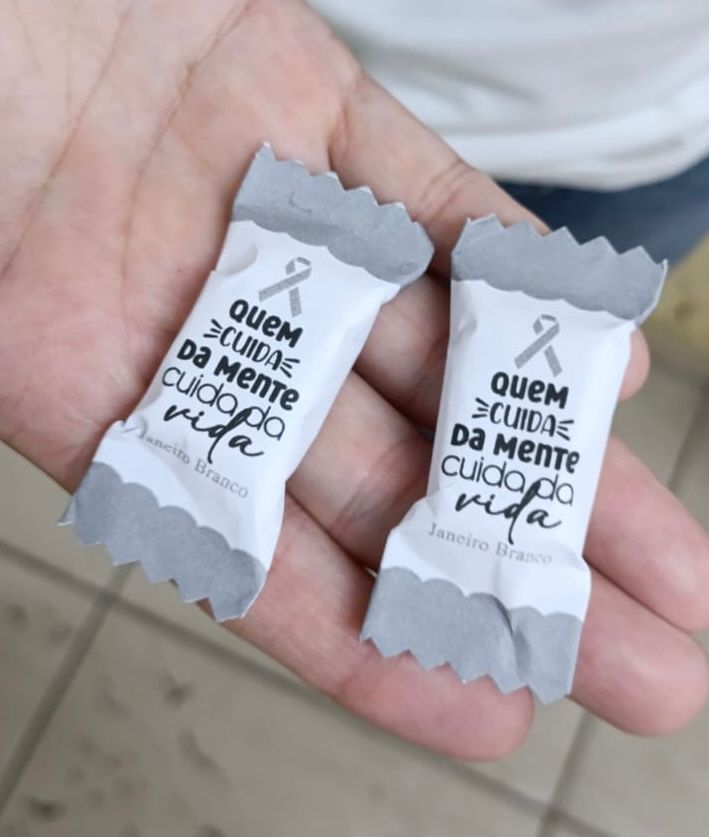 QUEM
CUIDA
Da MENTE
cuida da
vida
Janeiro Branco
QUEM
CUIDA
Da MENTE
cuida da
vida
Janeiro Branco